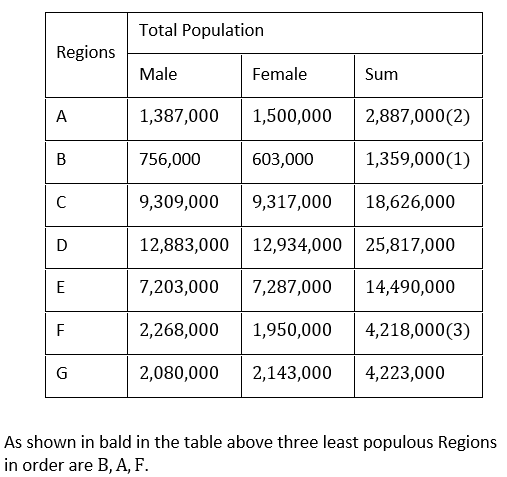 Regions Total Population
Male Female Sum
A 1,387,000 1,500,000 2,887,000(2)
B 756,000 603,000 1,359,000(1)
C 9,309,000 9,317,000 18,626,000
D 12,883,000 12,934,000 25,817,000
E 7,203,000 7,287,000 14,490,000
F 2,268,000 1,950,000 4,218,000(3)
G 2,080,000 2,143,000 4,223,000
As shown in bald in the table above three least populous Regions
in order are B, A, F.